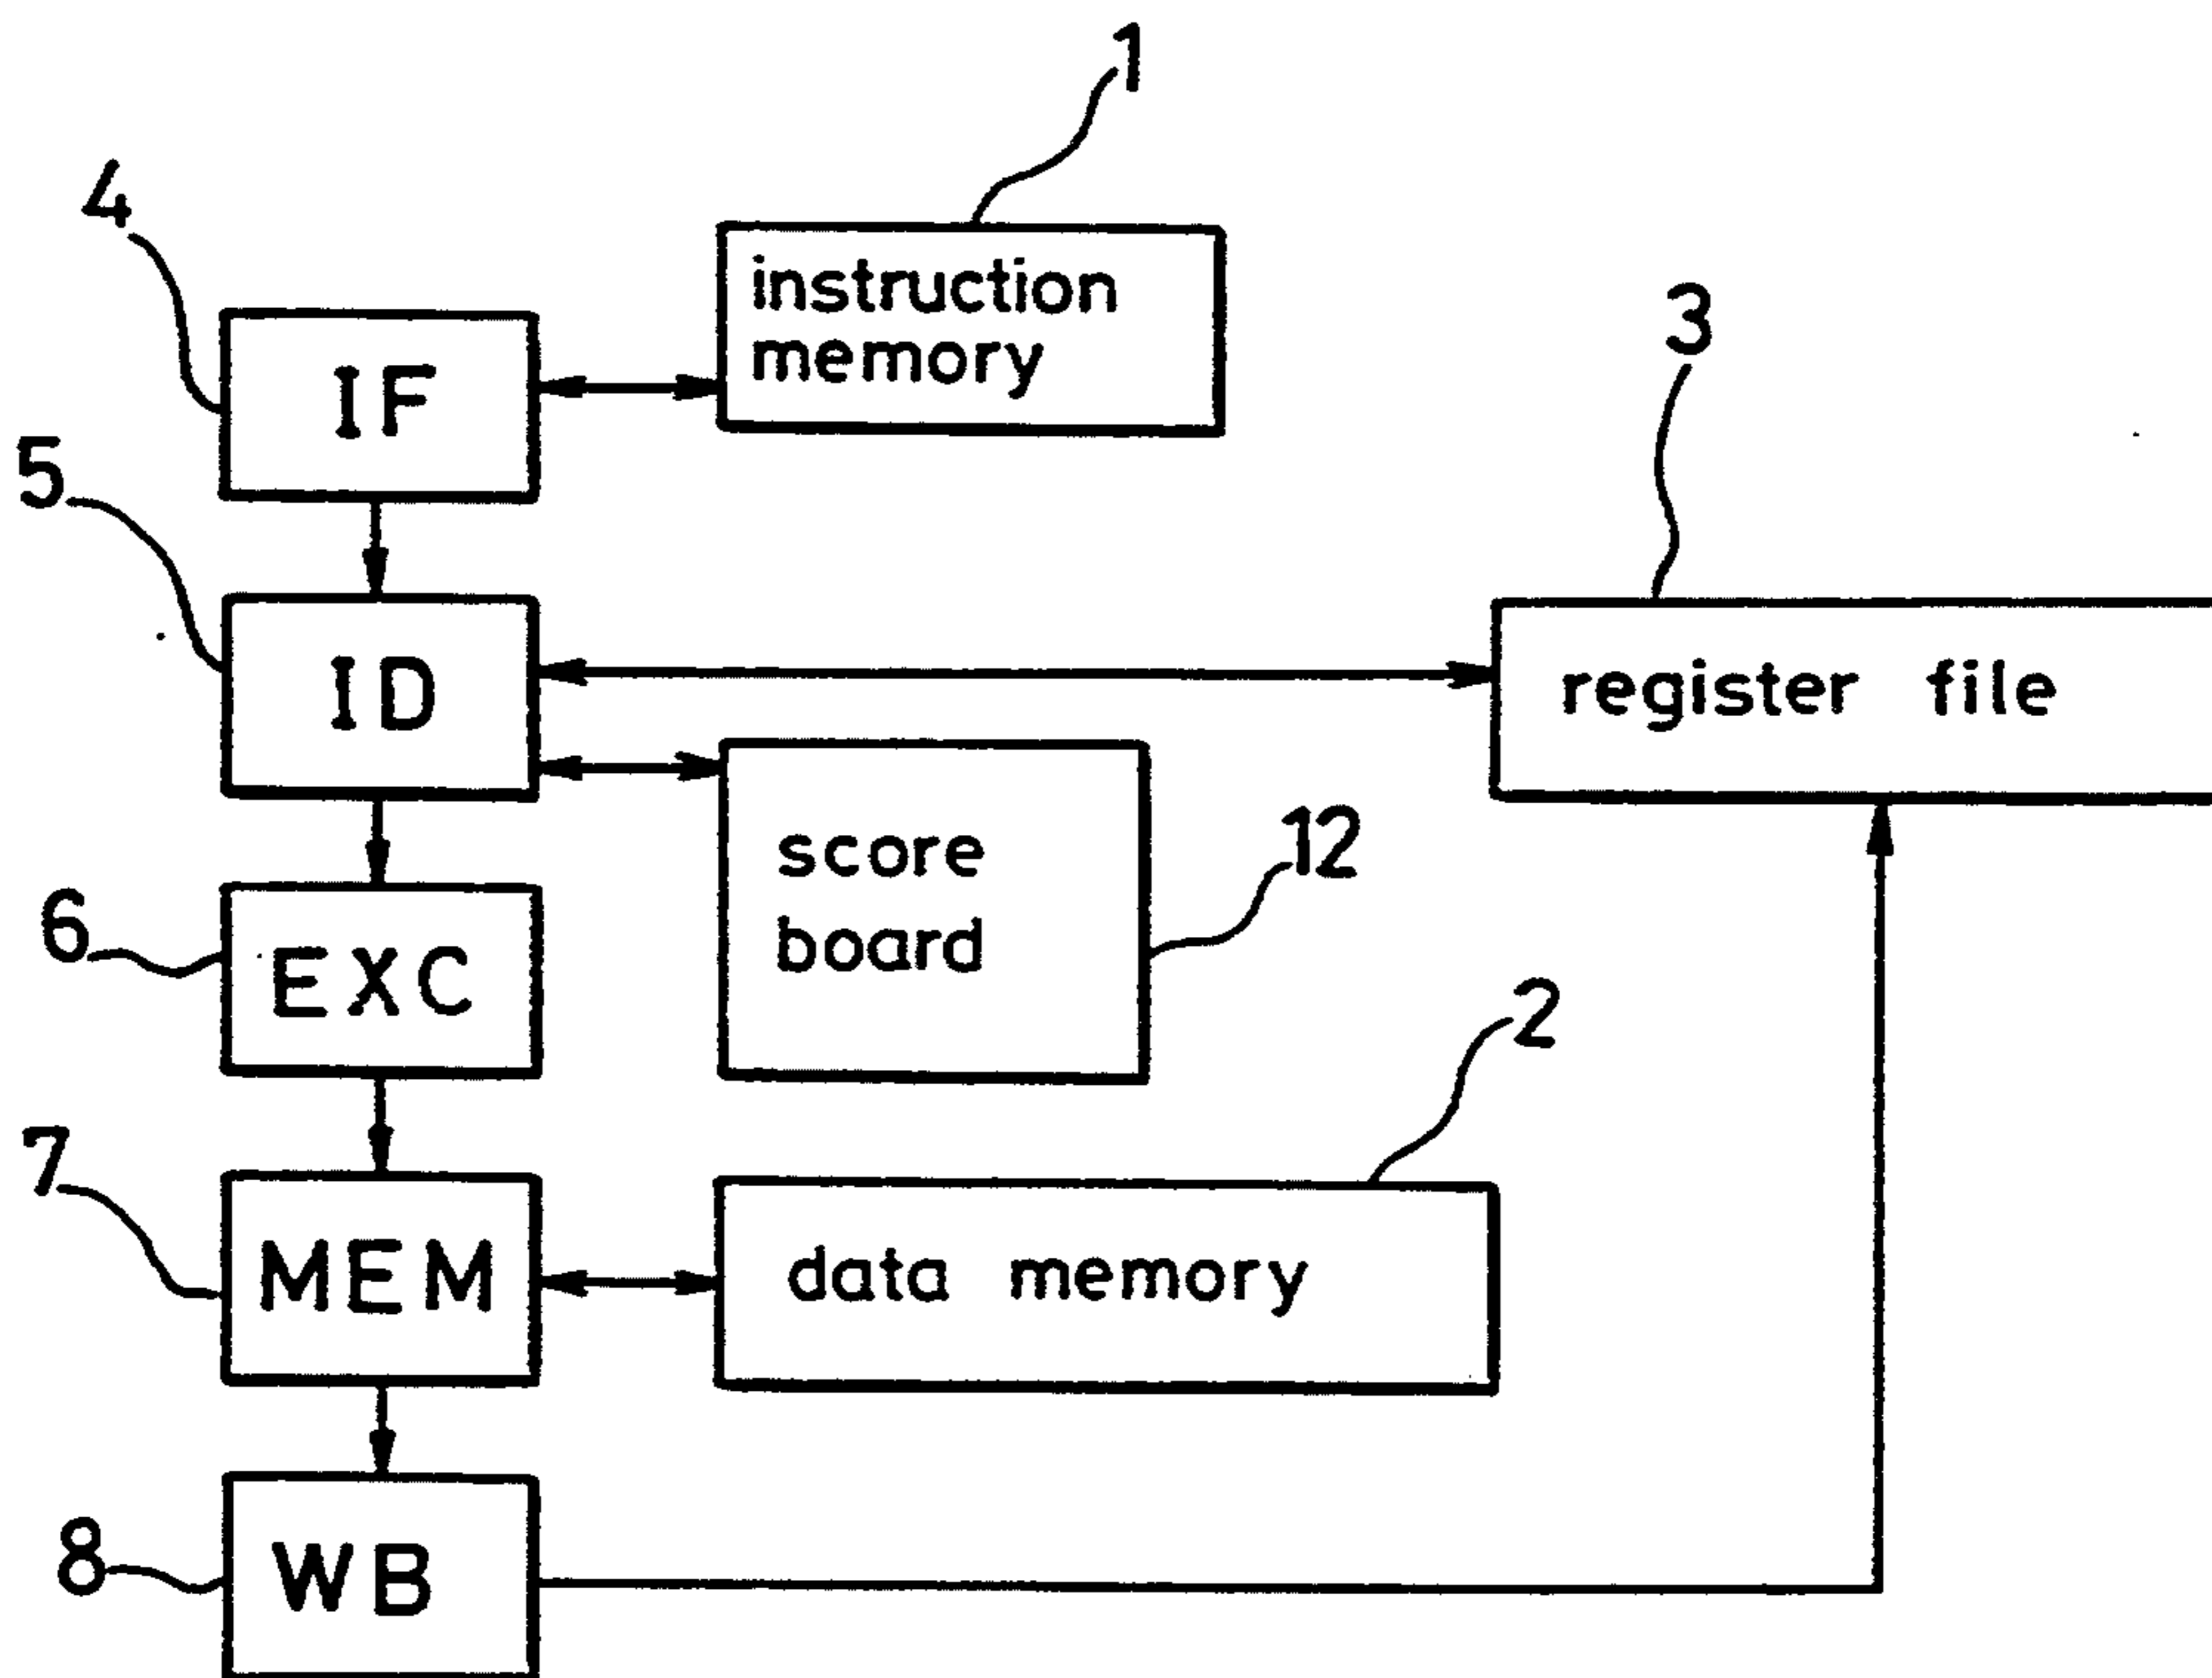 1
4
instruction
memory
3
IF
5
ID
register file
score
board
12
6
EXC
2
7
MEM
data memory
8
WB